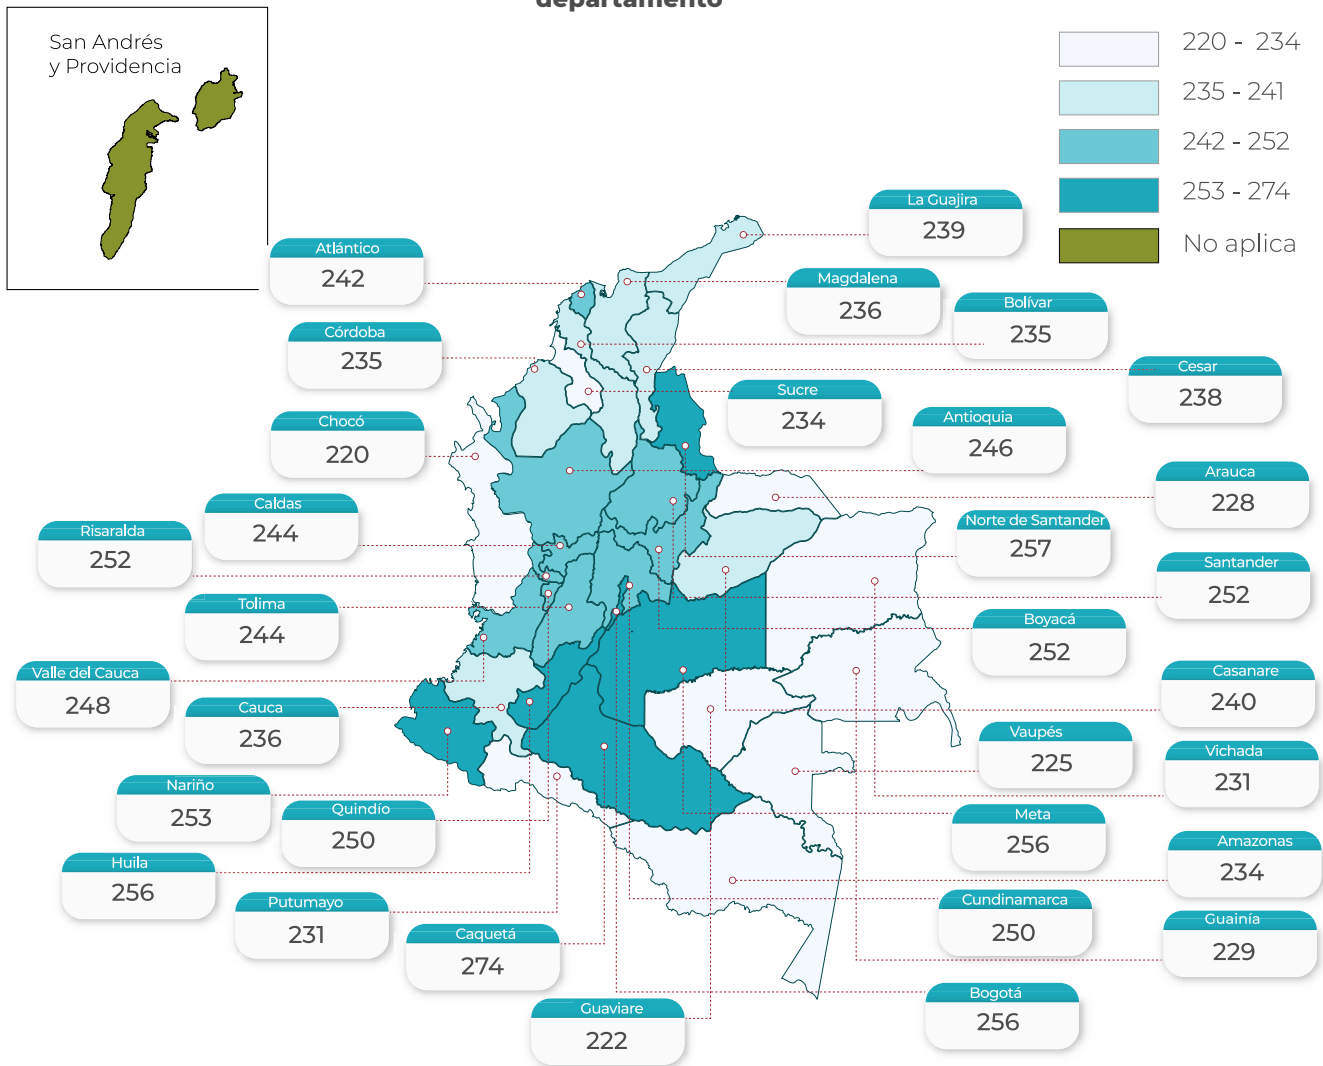 departamento
San Andrés
y Providencia
220 - 234
235 - 241
242 - 252
253 - 274
No aplica
La Guajira
239
Atlántico
242
Magdalena
236
Bolívar
235
Córdoba
235
Cesar
238
Sucre
234
Antioquia
246
Chocó
220
Arauca
228
Caldas
244
Norte de Santander
257
Risaralda
252
Santander
252
Tolima
244
Boyacá
252
Valle del Cauca
248
Casanare
240
Cauca
236
Vaupés
225
Vichada
231
Nariño
253
Quindío
250
Meta
256
Amazonas
234
Huila
256
Putumayo
231
Cundinamarca
250
Guainía
229
Caquetá
274
Bogotá
256
Guaviare
222